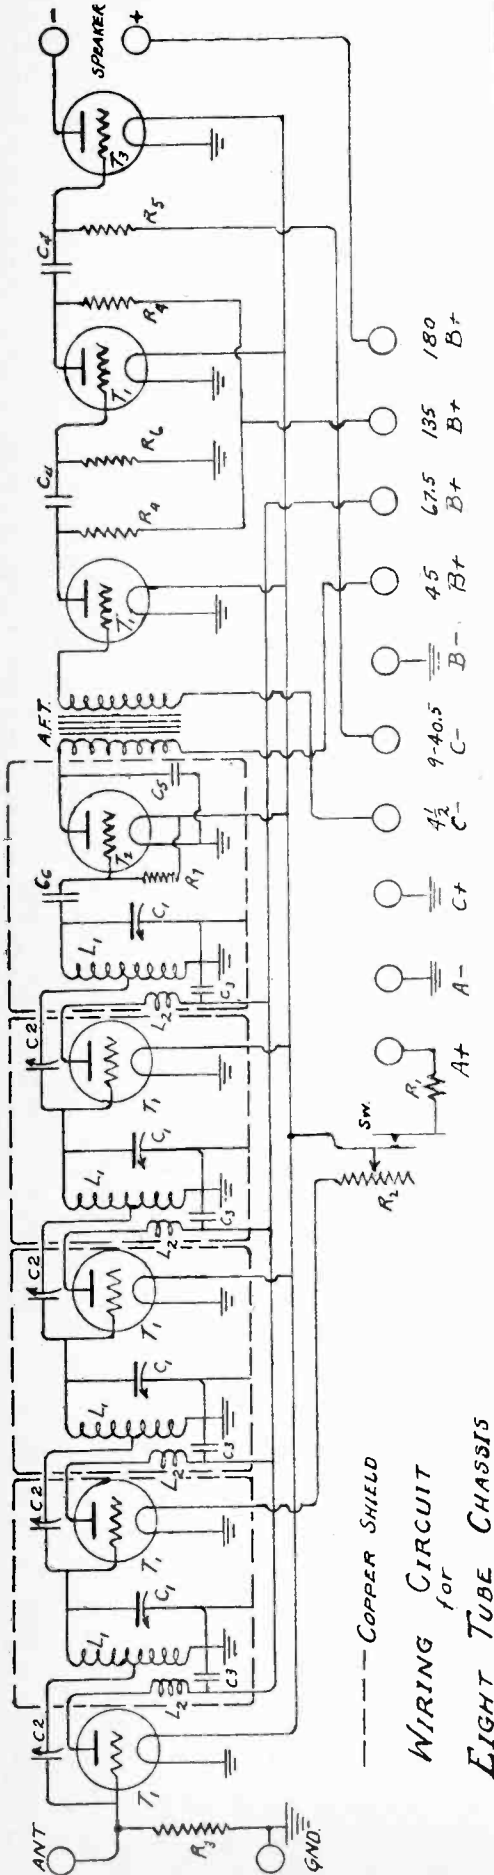 ANT
GND.
R3
T1
C2
L2
C3
L1
C1
T1
C2
L2
C3
L1
C1
T1
C2
L2
C3
L1
C1
T1
C2
L2
C3
L1
C1
C6
R7
T2
C5
A.F.T.
T1
R4
C4
R6
T1
R4
C4
R5
T3
SPEAKER
-
+
SW.
R2
R1
A+
A-
C+
4½
C-
9-40.5
C-
B-
45
B+
67.5
B+
135
B+
180
B+
--- COPPER SHIELD
WIRING CIRCUIT
for
EIGHT TUBE CHASSIS